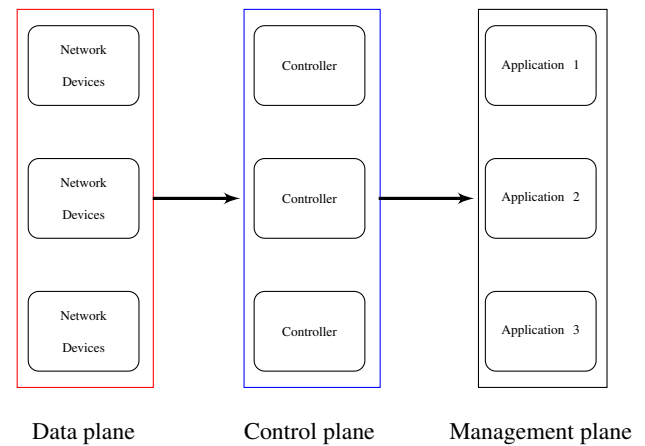 Network
Devices
Network
Devices
Network
Devices
Controller
Controller
Controller
Application 1
Application 2
Application 3
Data plane
Control plane
Management plane